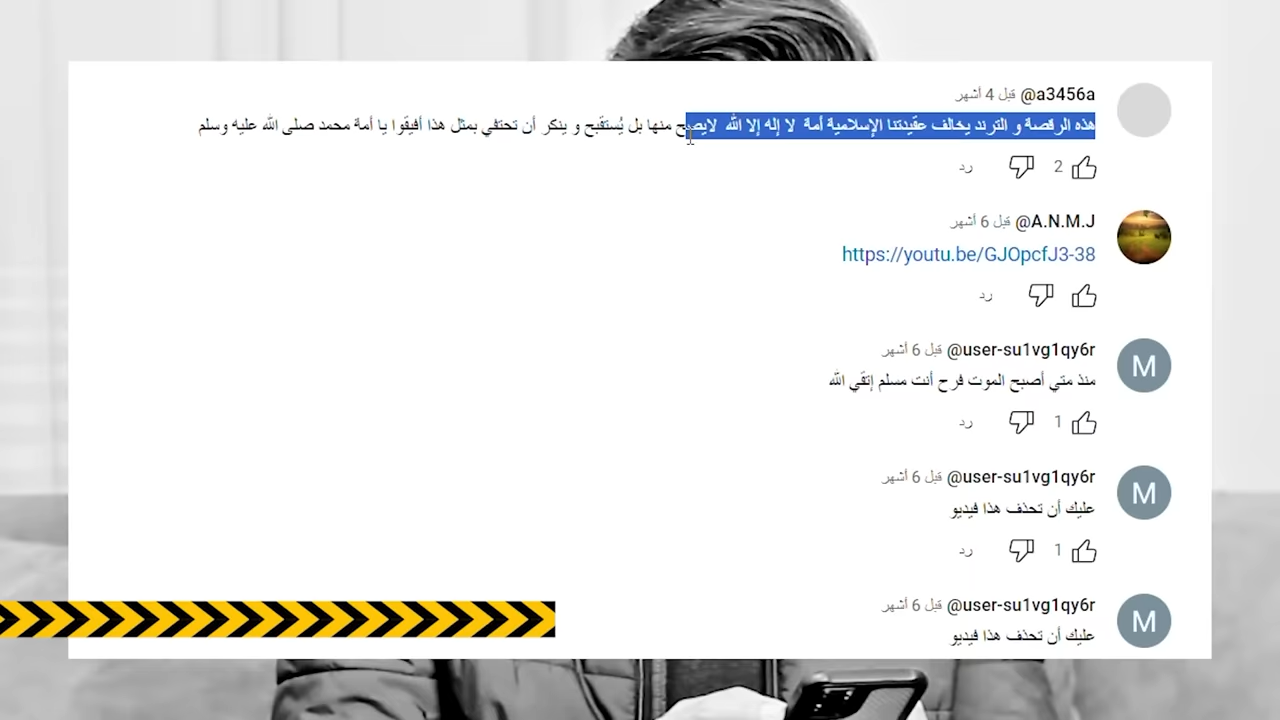 @a3456a قبل 4 أشهر
هذه الرقصة و الترند يخالف عقيدتنا الإسلامية أمة لا إله إلا الله لايصح منها بل يُستقبح و ينكر أن تحتفي بمثل هذا أفيقوا يا أمة محمد صلى الله عليه وسلم
2 رد
@A.N.M.J قبل 6 أشهر
https://youtu.be/GJOpcfJ3-38
رد
M
@user-su1vg1qy6r قبل 6 أشهر
منذ متي أصبح الموت فرح أنت مسلم إتقي الله
1 رد
M
@user-su1vg1qy6r قبل 6 أشهر
عليك أن تحذف هذا فيديو
1 رد
M
@user-su1vg1qy6r قبل 6 أشهر
عليك أن تحذف هذا فيديو